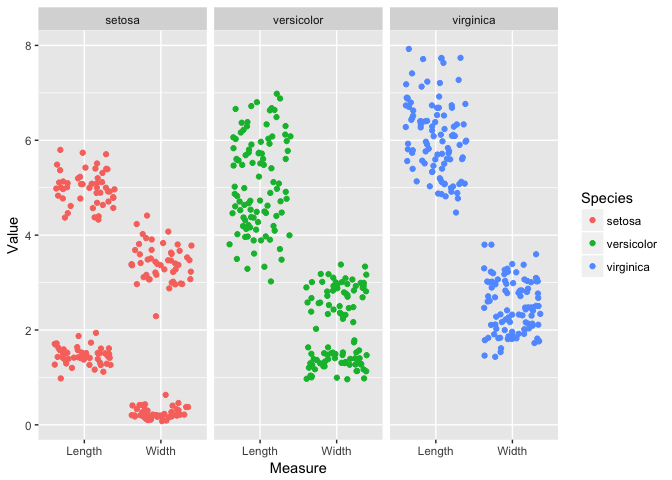 setosa versicolor virginica
8
6
4
2
0
Value
Length Width Length Width Length Width
Measure
Species
setosa
versicolor
virginica